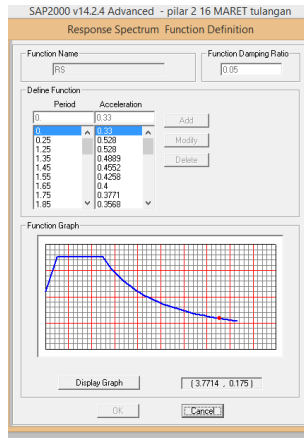 SAP2000 v14.2.4 Advanced - pilar 2 16 MARET tulangan
Response Spectrum Function Definition
Function Name
Function Damping Ratio
RS
0.05
Define Function
Period Acceleration
0. 0.33
Add
0. 0.33
0.25 0.528
Modify
1.25 0.528
1.35 0.4889
Delete
1.45 0.4552
1.55 0.4258
1.65 0.4
1.75 0.3771
1.85 0.3568
Function Graph
Display Graph
(3.7714 , 0.175)
OK
Cancel